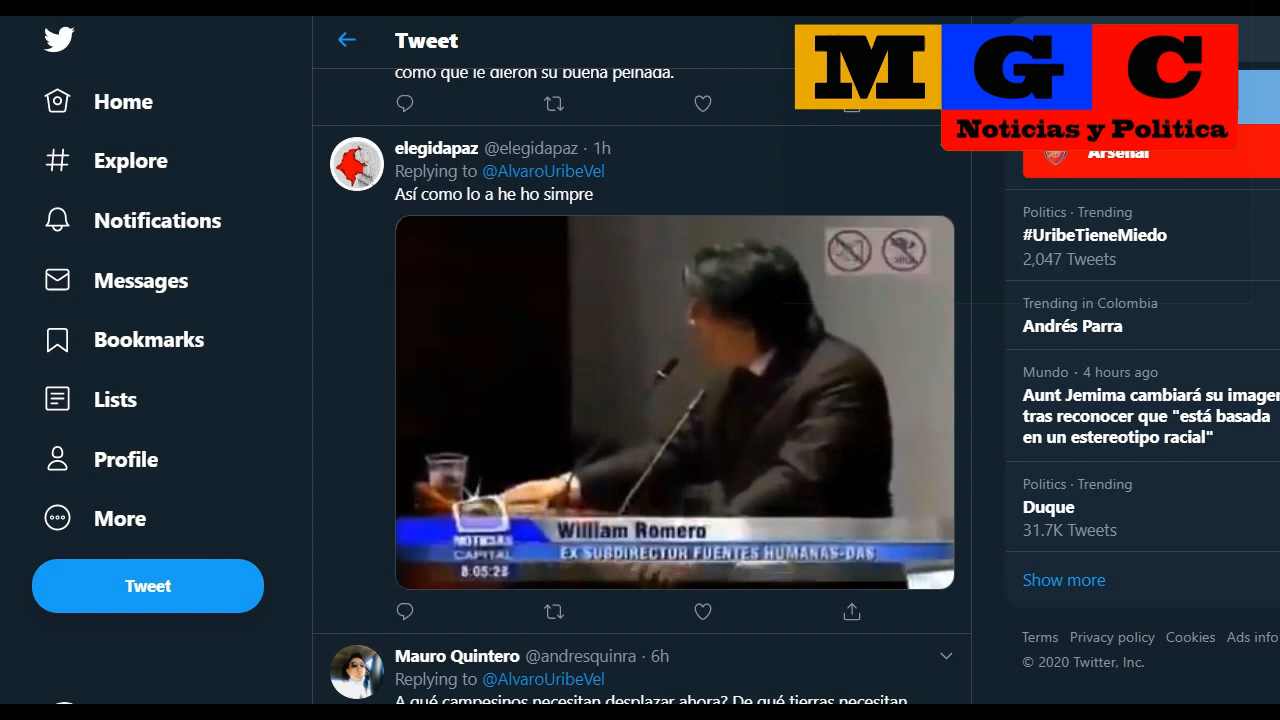 Home
Explore
Notifications
Messages
Bookmarks
Lists
Profile
More
Tweet
Tweet
como que le dieron su buena peinada.
elegidapaz @elegidapaz · 1h
Replying to @AlvaroUribeVel
Así como lo a he ho simpre
William Romero
EX SUBDIRECTOR FUENTES HUMANAS-DAS
NOTICIAS
CAPITAL
8:05:28
Mauro Quintero @andresquinra · 6h
Replying to @AlvaroUribeVel
A qué campesinos necesitan desplazar ahora? De qué tierras necesitan
M G C
Noticias y Politica
Arsenal
Politics · Trending
#UribeTieneMiedo
2,047 Tweets
Trending in Colombia
Andrés Parra
Mundo · 4 hours ago
Aunt Jemima cambiará su imagen
tras reconocer que "está basada
en un estereotipo racial"
Politics · Trending
Duque
31.7K Tweets
Show more
Terms Privacy policy Cookies Ads info
© 2020 Twitter, Inc.